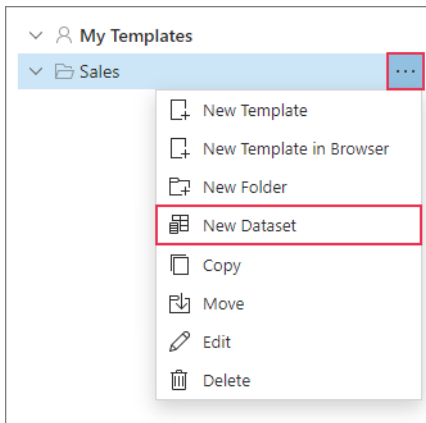 My Templates
Sales
New Template
New Template in Browser
New Folder
New Dataset
Copy
Move
Edit
Delete